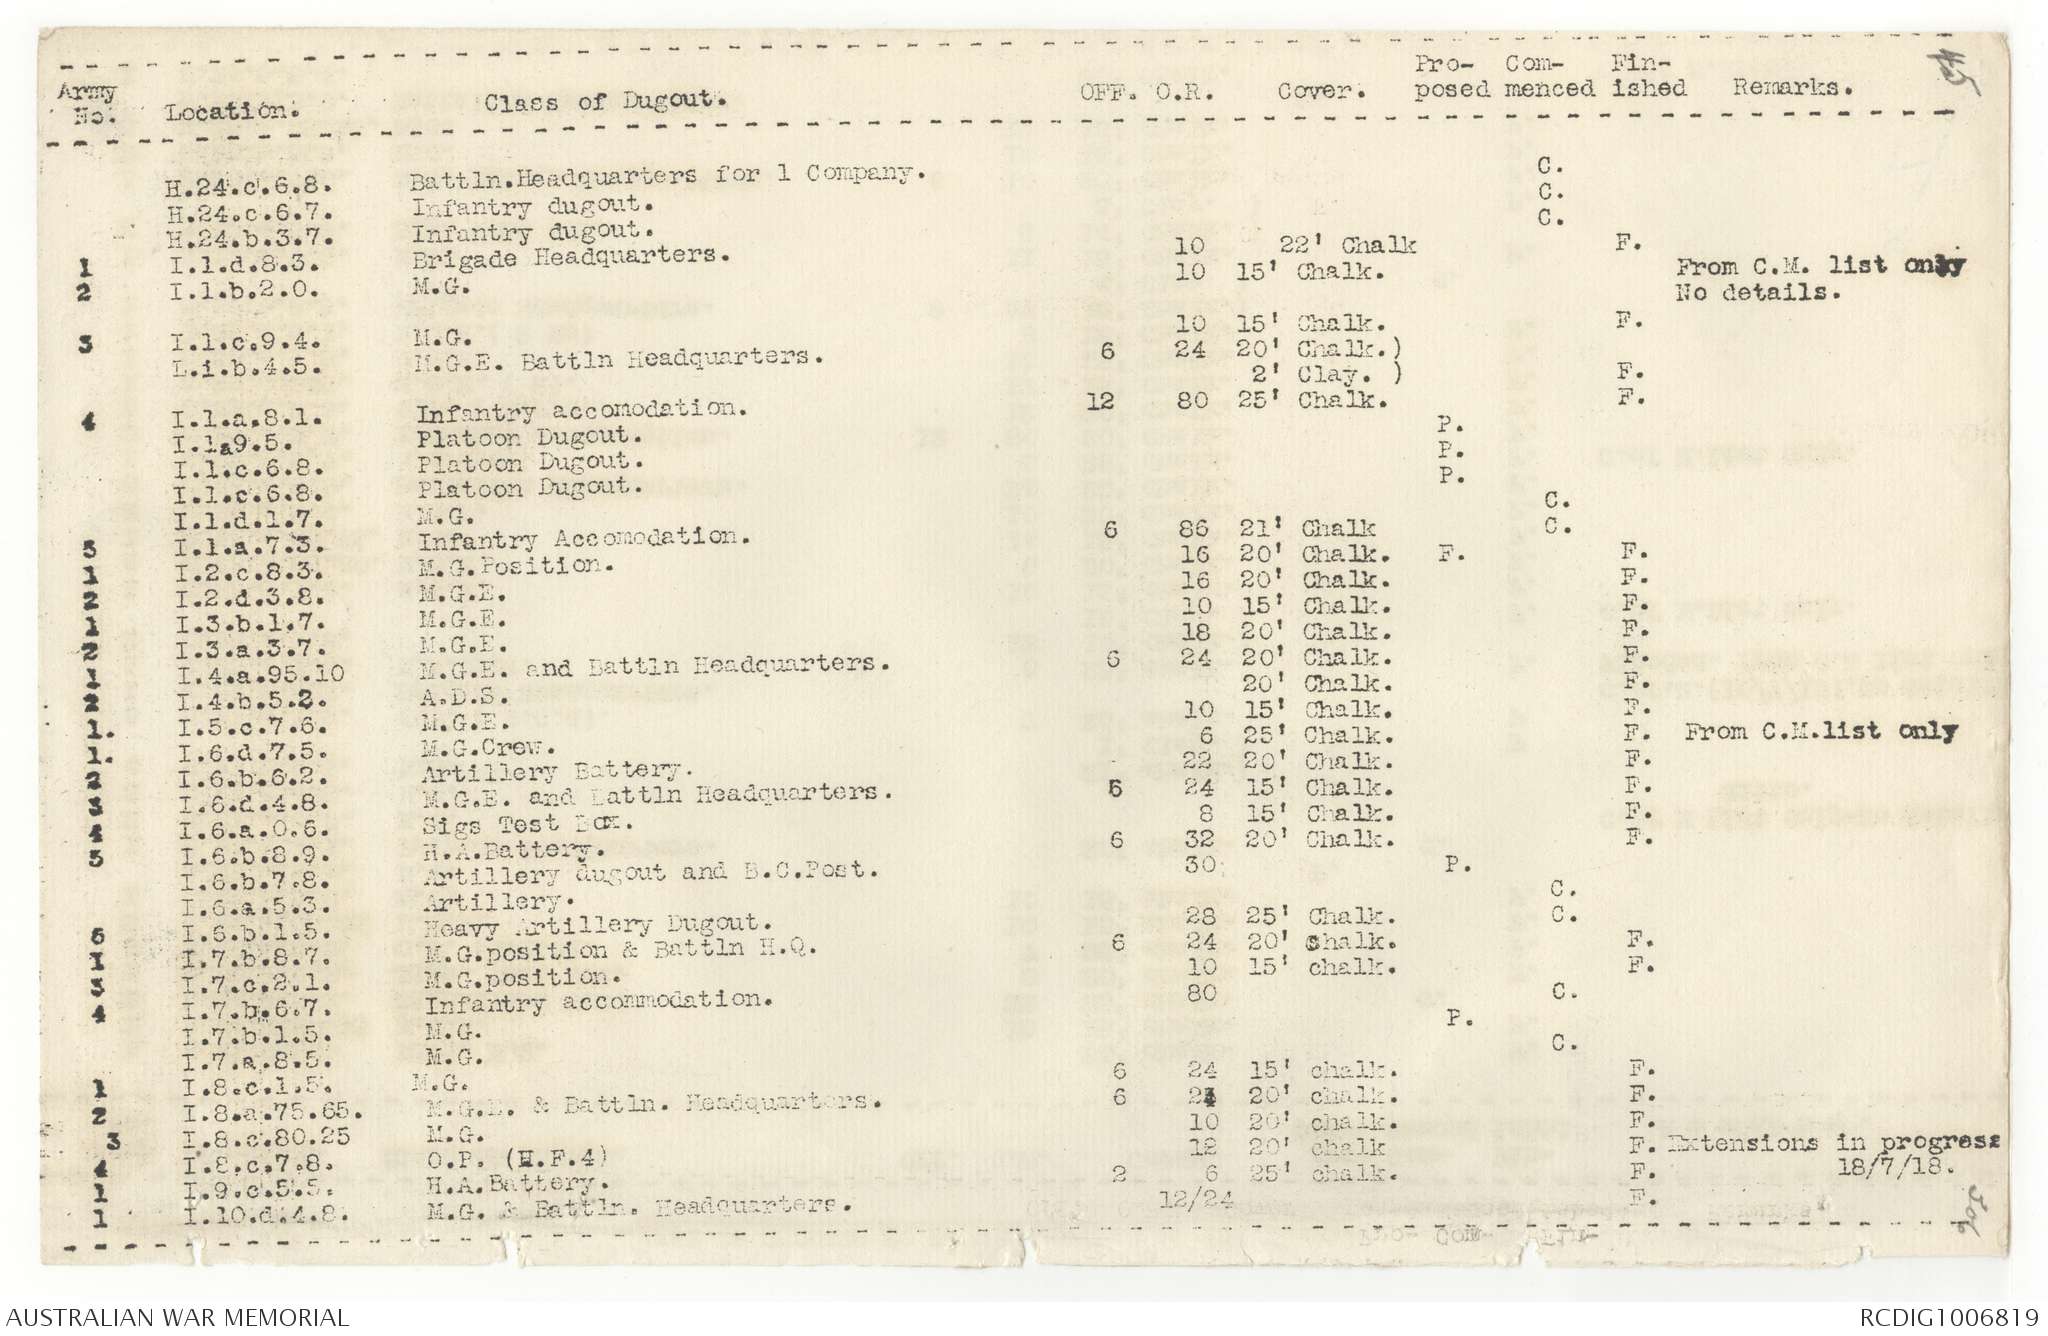 45
Pro- Com- Fin-
Army No. Location. Class of Dugout. OFF. O.R. Cover. posed menced ished Remarks.
H.24.c.6.8. Battln.Headquarters for 1 Company. C.
H.24.c.6.7. Infantry dugout. C.
H.24.b.3.7. Infantry dugout. C.
1 I.1.d.8.3. Brigade Headquarters. 10 22' Chalk F.
2 I.1.b.2.0. M.G. 10 15' Chalk. From C.M. list only
No details.
3 I.1.c.9.4. M.G. 10 15' Chalk. F.
L.1.b.4.5. M.G.E. Battln Headquarters. 6 24 20' Chalk.)
2' Clay. ) F.
4 I.1.a.8.1. Infantry accomodation. 12 80 25' Chalk. F.
I.1a9.5. Platoon Dugout. P.
I.1.c.6.8. Platoon Dugout. P.
I.1.c.6.8. Platoon Dugout. P.
I.1.d.1.7. M.G. C.
5 I.1.a.7.3. Infantry Accomodation. 6 86 21' Chalk C.
1 I.2.c.8.3. M.G.Position. 16 20' Chalk. F. F.
2 I.2.d.3.8. M.G.E. 16 20' Chalk. F.
1 I.3.b.1.7. M.G.E. 10 15' Chalk. F.
2 I.3.a.3.7. M.G.E. 18 20' Chalk. F.
1 I.4.a.95.10 M.G.E. and Battln Headquarters. 6 24 20' Chalk. F.
2 I.4.b.5.2. A.D.S. 20' Chalk. F.
1. I.5.c.7.6. M.G.E. 10 15' Chalk. F.
1. I.6.d.7.5. M.G.Crew. 6 25' Chalk. F. From C.M.list only
2 I.6.b.6.2. Artillery Battery. 22 20' Chalk. F.
3 I.6.d.4.8. M.G.E. and Battln Headquarters. 6 24 15' Chalk. F.
4 I.6.a.0.6. Sigs Test Box. 8 15' Chalk. F.
5 I.6.b.8.9. H.A.Battery. 6 32 20' Chalk. F.
I.6.b.7.8. Artillery dugout and B.C.Post. 30 P.
I.6.a.5.3. Artillery. C.
6 I.6.b.1.5. Heavy Artillery Dugout. 28 25' Chalk. C.
1 I.7.b.8.7. M.G.position & Battln H.Q. 6 24 20' chalk. F.
3 I.7.c.2.1. M.G.position. 10 15' chalk. F.
4 I.7.b.6.7. Infantry accommodation. 80 C.
I.7.b.1.5. M.G. P.
I.7.a.8.5. M.G. C.
1 I.8.c.1.5. M.G. 6 24 15' chalk. F.
2 I.8.a.75.65. M.G.E. & Battln. Headquarters. 6 24 20' chalk. F.
3 I.8.c.80.25 M.G. 10 20' chalk. F.
4 I.8.c.7.8. O.P. (H.F.4) 12 20' chalk F. Extensions in progress
1 I.9.c.5.5. H.A.Battery. 2 6 25' chalk. F. 18/7/18.
1 I.10.d.4.8. M.G. & Battln. Headquarters. 12/24 F.
AUSTRALIAN WAR MEMORIAL RCDIG1006819